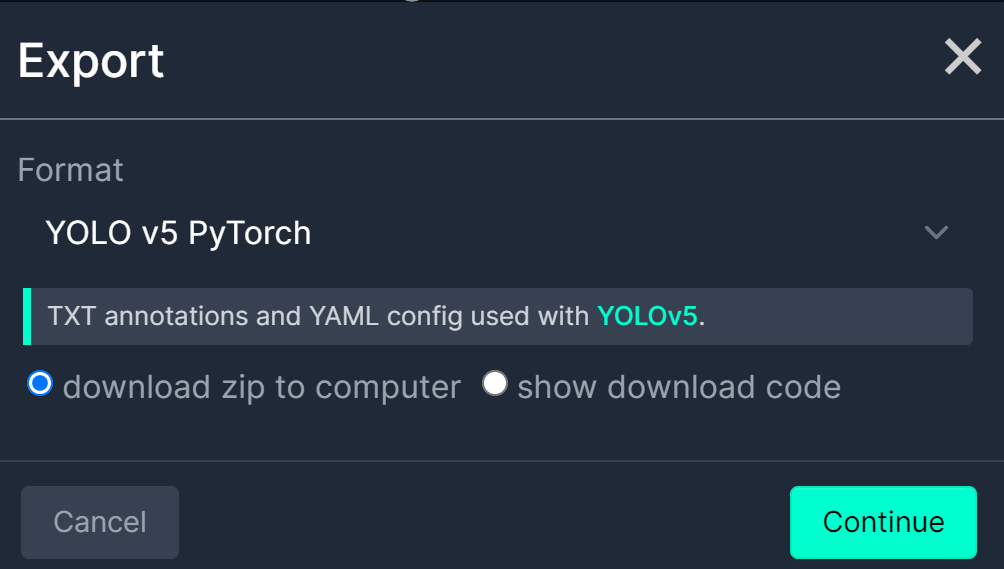 Export
Format
YOLO v5 PyTorch
TXT annotations and YAML config used with YOLOv5.
download zip to computer show download code
Cancel Continue